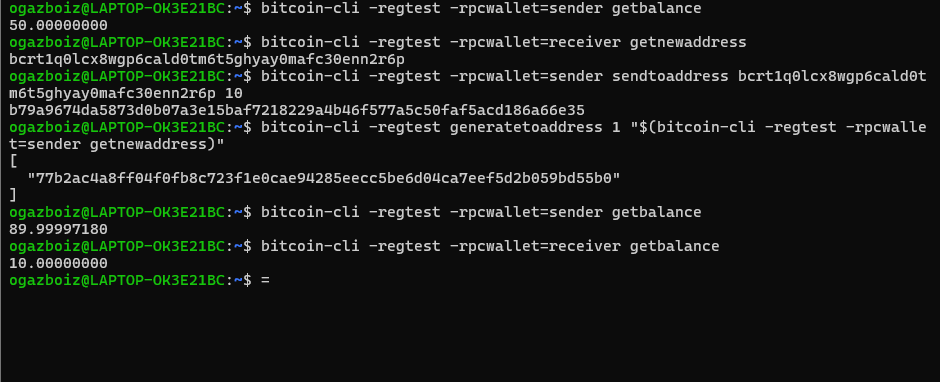 ogazboiz@LAPTOP-OK3E21BC:~$ bitcoin-cli -regtest -rpcwallet=sender getbalance
50.00000000
ogazboiz@LAPTOP-OK3E21BC:~$ bitcoin-cli -regtest -rpcwallet=receiver getnewaddress
bcrt1q0lcx8wgp6cald0tm6t5ghyay0mafc30enn2r6p
ogazboiz@LAPTOP-OK3E21BC:~$ bitcoin-cli -regtest -rpcwallet=sender sendtoaddress bcrt1q0lcx8wgp6cald0t
m6t5ghyay0mafc30enn2r6p 10
b79a9674da5873d0b07a3e15baf7218229a4b46f577a5c50faf5acd186a66e35
ogazboiz@LAPTOP-OK3E21BC:~$ bitcoin-cli -regtest generatetoaddress 1 "$(bitcoin-cli -regtest -rpcwalle
t=sender getnewaddress)"
[
  "77b2ac4a8ff04f0fb8c723f1e0cae94285eecc5be6d04ca7eef5d2b059bd55b0"
]
ogazboiz@LAPTOP-OK3E21BC:~$ bitcoin-cli -regtest -rpcwallet=sender getbalance
89.99997180
ogazboiz@LAPTOP-OK3E21BC:~$ bitcoin-cli -regtest -rpcwallet=receiver getbalance
10.00000000
ogazboiz@LAPTOP-OK3E21BC:~$ =